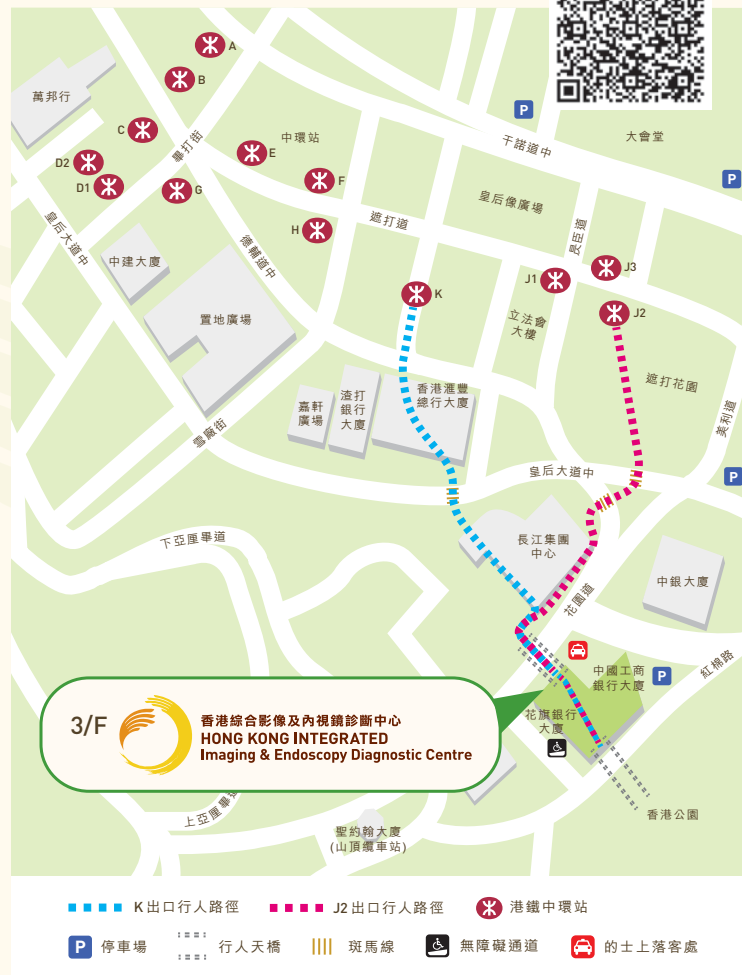 A
B
萬邦行
P
C
畢打街
E
中環站
干諾道中
大會堂
D2
D1
G
F
P
皇后像廣場
皇后大道中
H
遮打道
昃臣道
德輔道中
中建大廈
J1
J3
K
J2
置地廣場
立法會
大樓
遮打花園
嘉軒
廣場
渣打
銀行
大廈
香港滙豐
總行大廈
美利道
雪廠街
皇后大道中
P
下亞厘畢道
長江集團
中心
中銀大廈
花園道
紅棉路
中國工商
銀行大廈
P
3/F
香港綜合影像及內視鏡診斷中心
HONG KONG INTEGRATED
Imaging & Endoscopy Diagnostic Centre
花旗銀行
大廈
上亞厘畢道
香港公園
聖約翰大廈
(山頂纜車站)
K出口行人路徑
J2出口行人路徑
港鐵中環站
P 停車場
行人天橋
斑馬線
無障礙通道
的士上落客處